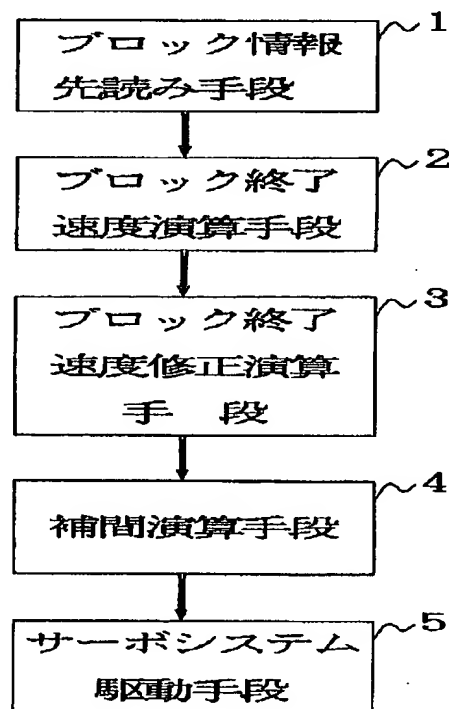 1
ブロック情報
先読み手段
2
ブロック終了
速度演算手段
3
ブロック終了
速度修正演算
手 段
4
補間演算手段
5
サーボシステム
駆動手段